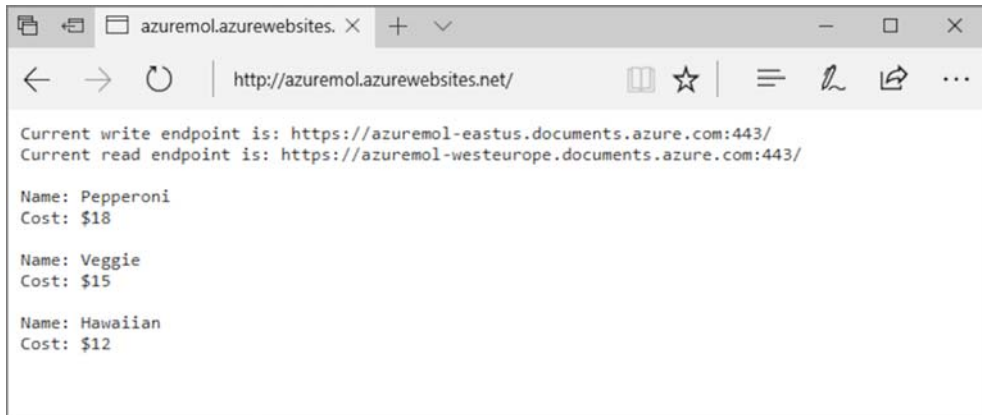 azuremol.azurewebsites.
http://azuremol.azurewebsites.net/
Current write endpoint is: https://azuremol-eastus.documents.azure.com:443/
Current read endpoint is: https://azuremol-westeurope.documents.azure.com:443/
Name: Pepperoni
Cost: $18
Name: Veggie
Cost: $15
Name: Hawaiian
Cost: $12